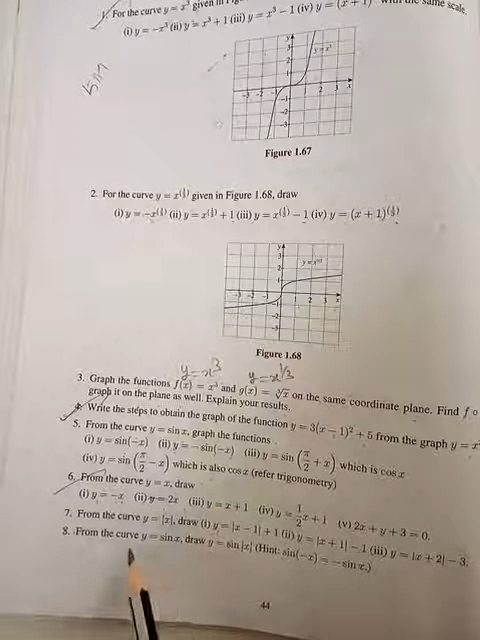 1. For the curve y = x³ given in
(i) y = −x³ (ii) y = x³ + 1 (iii) y = x³ − 1 (iv) y = (x + 1) with the same scale.
5M
y = x³
Figure 1.67
2. For the curve y = x^(1/3) given in Figure 1.68, draw
(i) y = −x^(1/3) (ii) y = x^(1/3) + 1 (iii) y = x^(1/3) − 1 (iv) y = (x + 1)^(1/3)
y = x^(1/3)
Figure 1.68
y = x³ y = x^1/3
3. Graph the functions f(x) = x³ and g(x) = ∛x on the same coordinate plane. Find f o
graph it on the plane as well. Explain your results.
4. Write the steps to obtain the graph of the function y = 3(x − 1)² + 5 from the graph y = x
5. From the curve y = sin x, graph the functions
(i) y = sin(−x) (ii) y = − sin(−x) (iii) y = sin (π/2 + x) which is cos x
(iv) y = sin (π/2 − x) which is also cos x (refer trigonometry)
6. From the curve y = x, draw
(i) y = −x (ii) y = 2x (iii) y = x + 1 (iv) y = 1/2 x + 1 (v) 2x + y + 3 = 0.
7. From the curve y = |x|, draw (i) y = |x − 1| + 1 (ii) y = |x + 1| − 1 (iii) y = |x + 2| − 3.
8. From the curve y = sin x, draw y = sin |x| (Hint: sin(−x) = − sin x.)
44